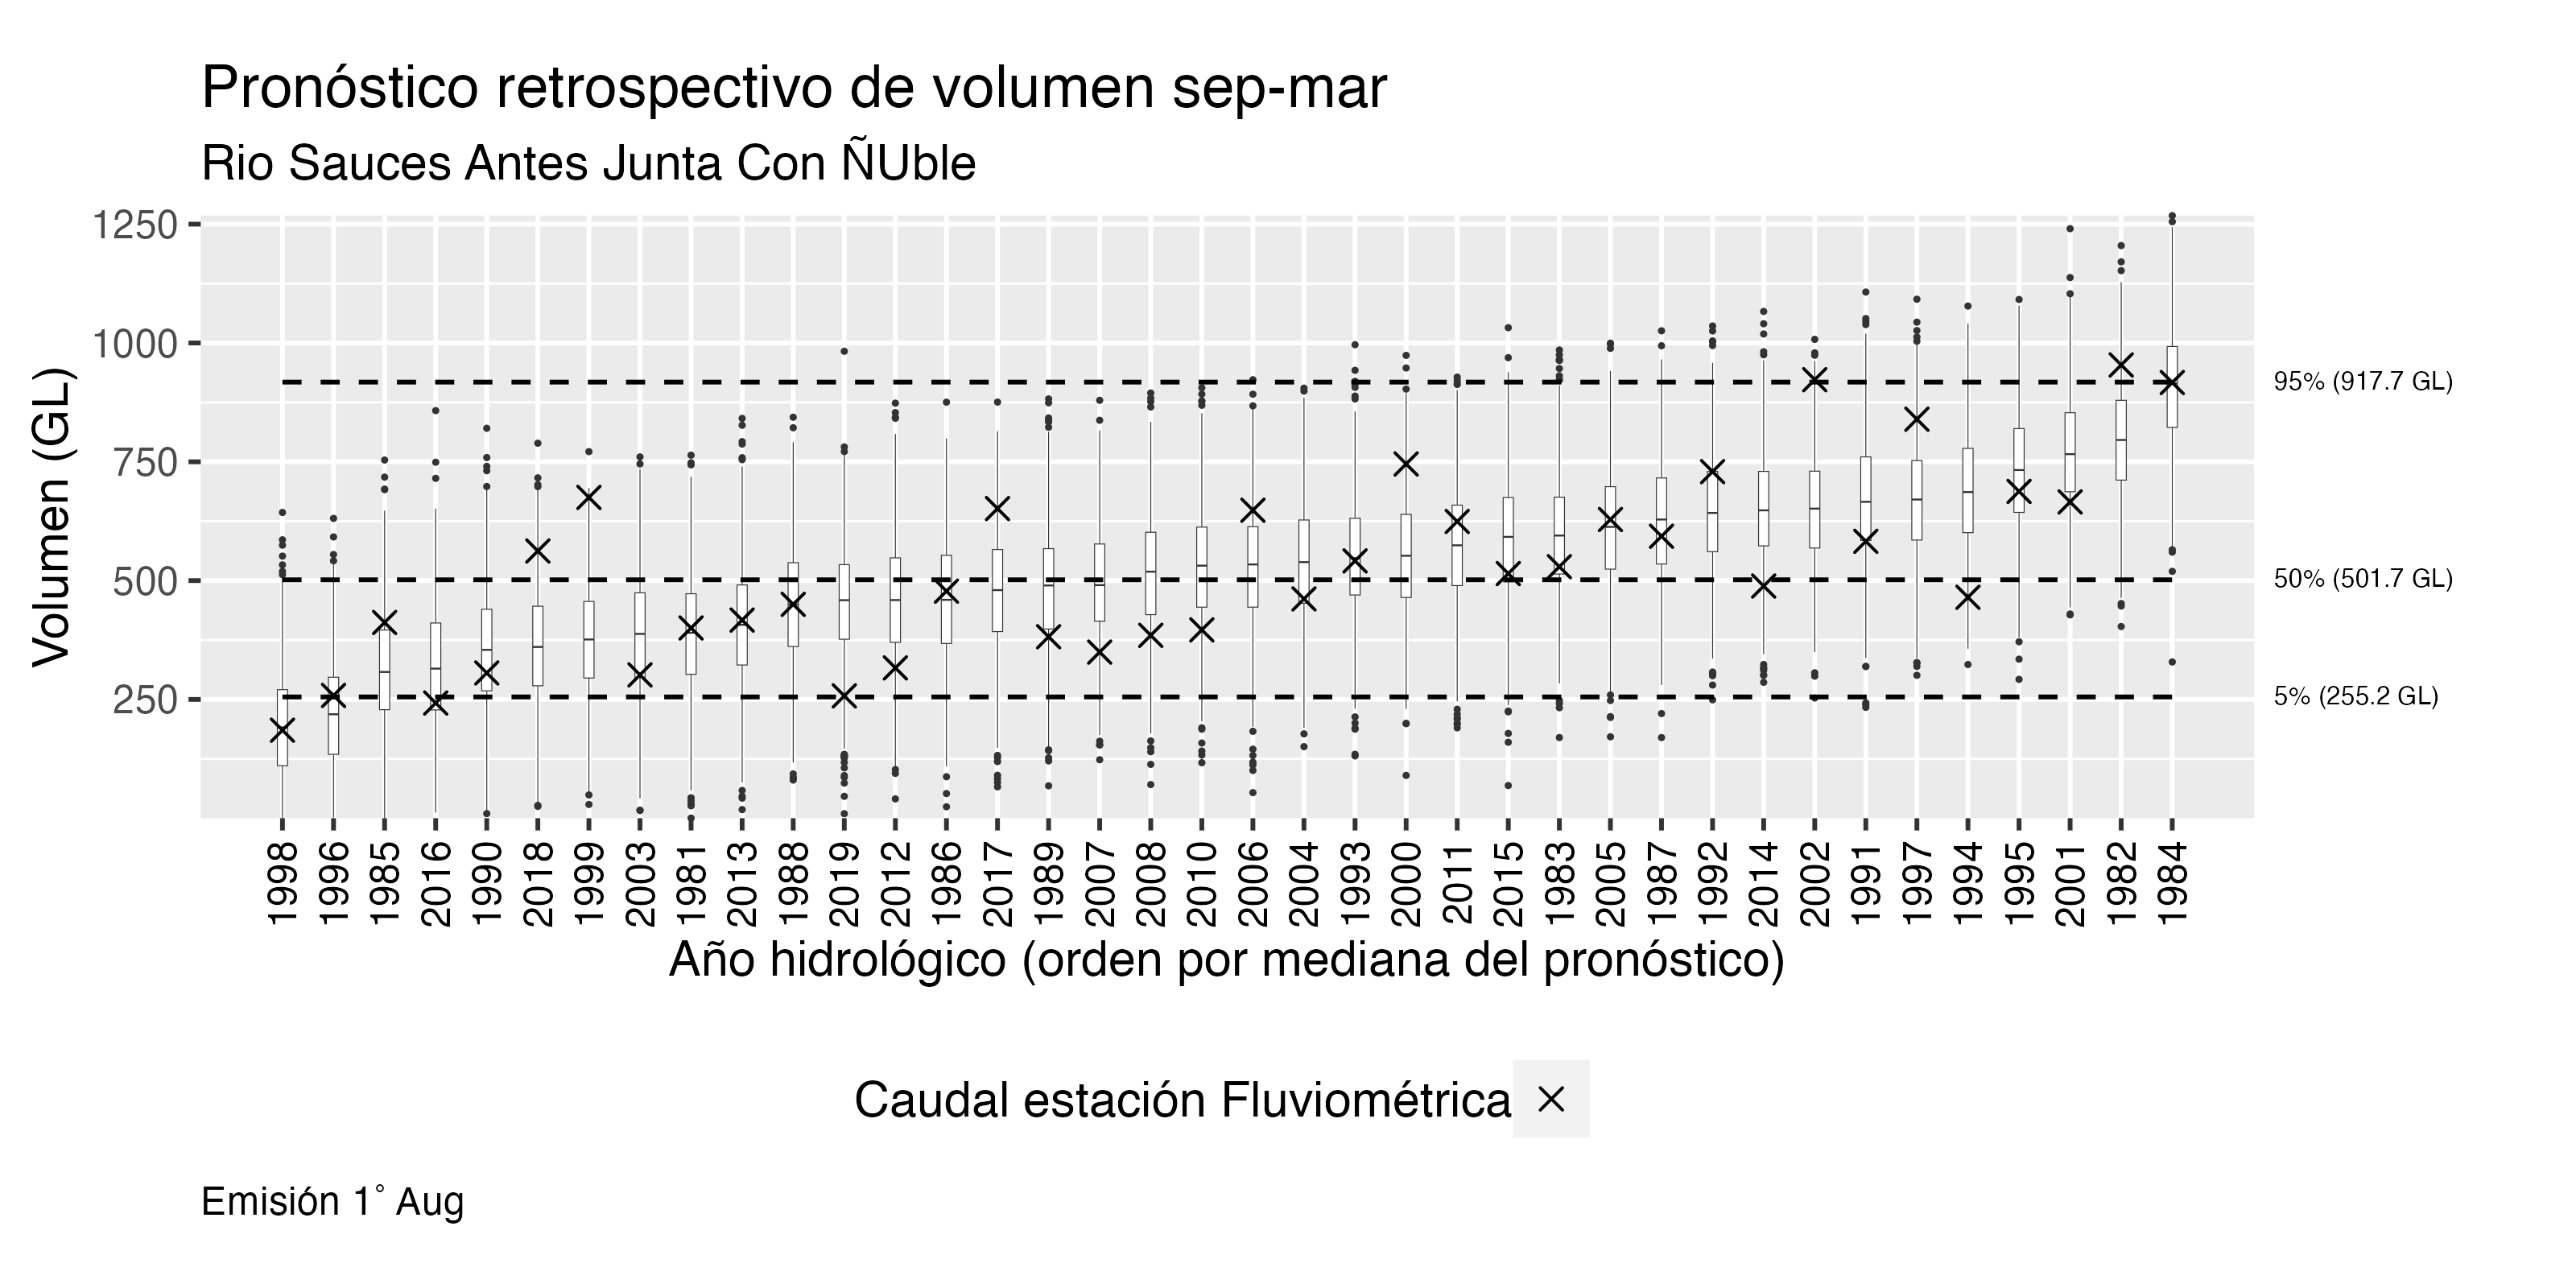 Pronóstico retrospectivo de volumen sep-mar
Rio Sauces Antes Junta Con ÑUble
Volumen (GL)
1250
1000
750
500
250
95% (917.7 GL)
50% (501.7 GL)
5% (255.2 GL)
1998 1996 1985 2016 1990 2018 1999 2003 1981 2013 1988 2019 2012 1986 2017 1989 2007 2008 2010 2006 2004 1993 2000 2011 2015 1983 2005 1987 1992 2014 2002 1991 1997 1994 1995 2001 1982 1984
Año hidrológico (orden por mediana del pronóstico)
Caudal estación Fluviométrica
Emisión 1° Aug